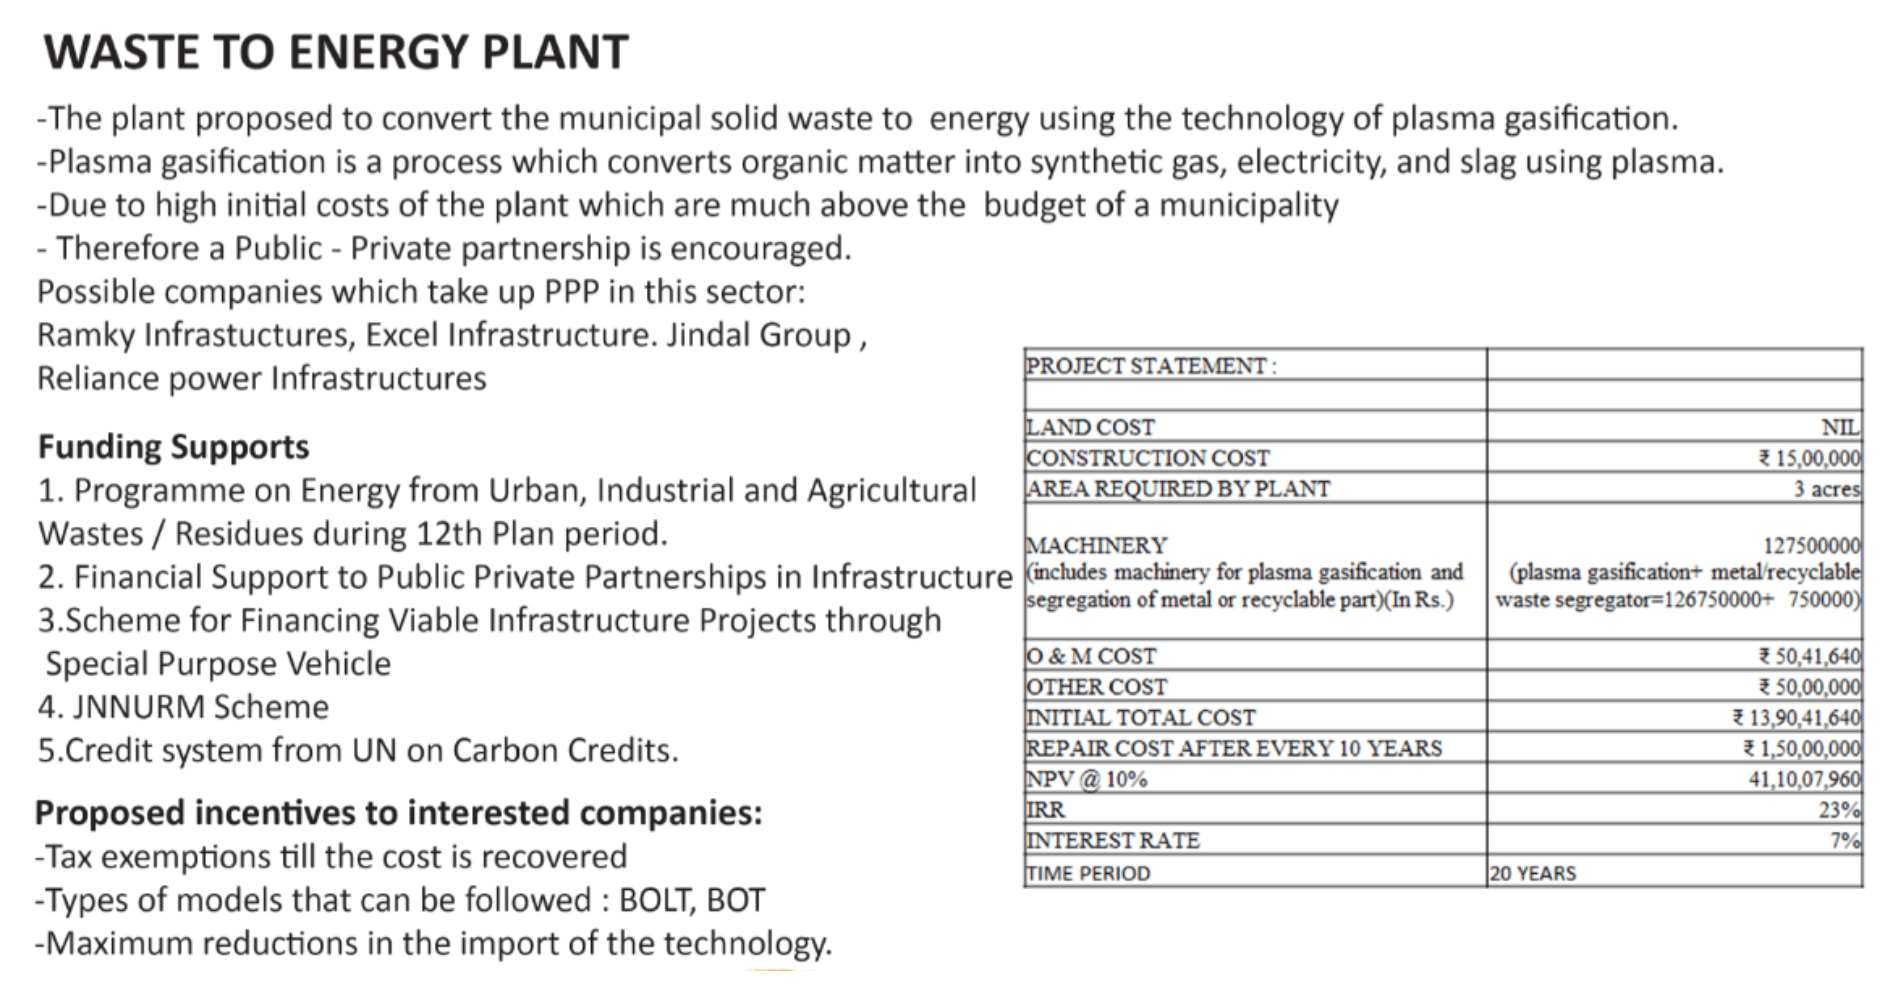 WASTE TO ENERGY PLANT
-The plant proposed to convert the municipal solid waste to energy using the technology of plasma gasification.
-Plasma gasification is a process which converts organic matter into synthetic gas, electricity, and slag using plasma.
-Due to high initial costs of the plant which are much above the budget of a municipality
- Therefore a Public - Private partnership is encouraged.
Possible companies which take up PPP in this sector:
Ramky Infrastuctures, Excel Infrastructure. Jindal Group ,
Reliance power Infrastructures
Funding Supports
1. Programme on Energy from Urban, Industrial and Agricultural
Wastes / Residues during 12th Plan period.
2. Financial Support to Public Private Partnerships in Infrastructure
3.Scheme for Financing Viable Infrastructure Projects through
Special Purpose Vehicle
4. JNNURM Scheme
5.Credit system from UN on Carbon Credits.
Proposed incentives to interested companies:
-Tax exemptions till the cost is recovered
-Types of models that can be followed : BOLT, BOT
-Maximum reductions in the import of the technology.
PROJECT STATEMENT :
LAND COST NIL
CONSTRUCTION COST ₹ 15,00,000
AREA REQUIRED BY PLANT 3 acres
MACHINERY 127500000
(includes machinery for plasma gasification and (plasma gasification+ metal/recyclable
segregation of metal or recyclable part)(In Rs.) waste segregator=126750000+ 750000)
O & M COST ₹ 50,41,640
OTHER COST ₹ 50,00,000
INITIAL TOTAL COST ₹ 13,90,41,640
REPAIR COST AFTER EVERY 10 YEARS ₹ 1,50,00,000
NPV @ 10% 41,10,07,960
IRR 23%
INTEREST RATE 7%
TIME PERIOD 20 YEARS